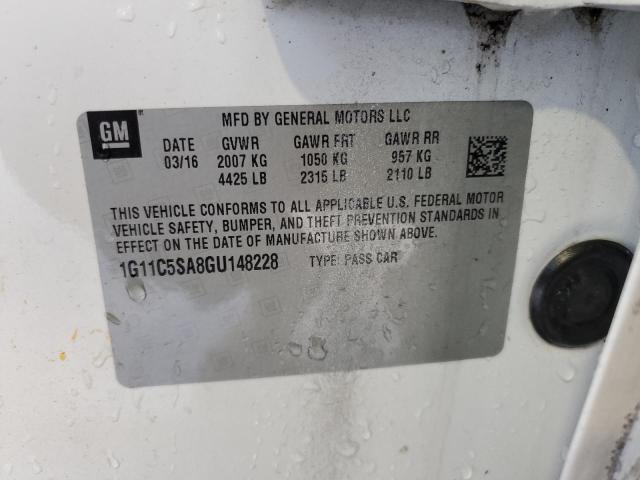 GM
MFD BY GENERAL MOTORS LLC
DATE GVWR GAWR FRT GAWR RR
03/16 2007 KG 1050 KG 957 KG
4425 LB 2315 LB 2110 LB
THIS VEHICLE CONFORMS TO ALL APPLICABLE U.S. FEDERAL MOTOR
VEHICLE SAFETY, BUMPER, AND THEFT PREVENTION STANDARDS IN
EFFECT ON THE DATE OF MANUFACTURE SHOWN ABOVE.
1G11C5SA8GU148228 TYPE: PASS CAR